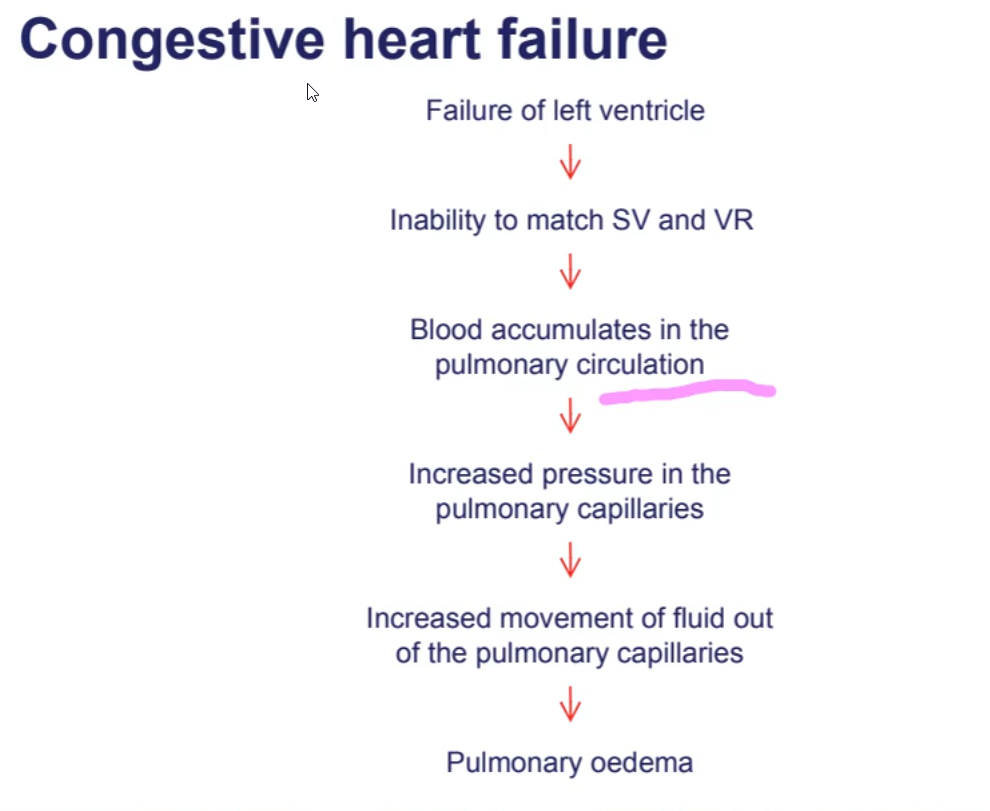 Congestive heart failure
Failure of left ventricle
Inability to match SV and VR
Blood accumulates in the
pulmonary circulation
Increased pressure in the
pulmonary capillaries
Increased movement of fluid out
of the pulmonary capillaries
Pulmonary oedema